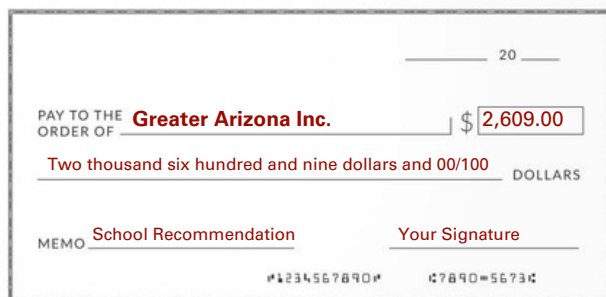 20
PAY TO THE
ORDER OF Greater Arizona Inc. $ 2,609.00
Two thousand six hundred and nine dollars and 00/100 DOLLARS
MEMO School Recommendation Your Signature
⑈1234567890⑈ ⑆7890⑉5673⑆